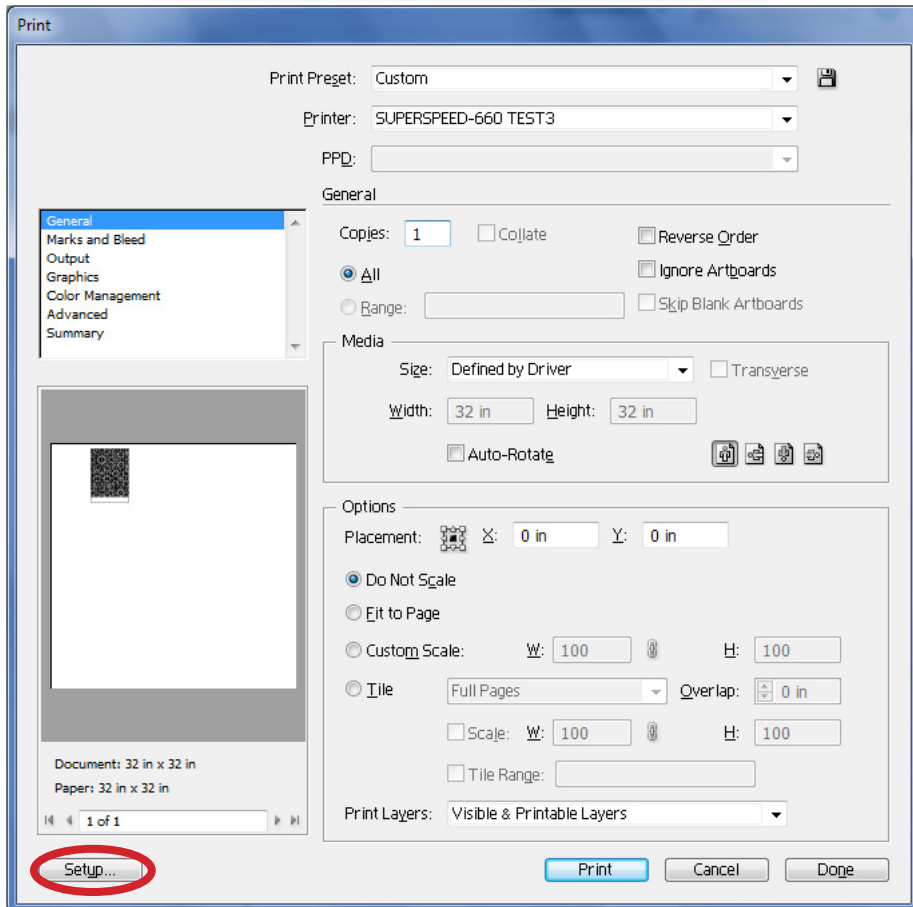 Print
Print Preset: Custom
Printer: SUPERSPEED-660 TEST3
PPD:
General
Marks and Bleed
Output
Graphics
Color Management
Advanced
Summary
General
Copies: 1 Collate Reverse Order
All Ignore Artboards
Range: Skip Blank Artboards
Media
Size: Defined by Driver Transverse
Width: 32 in Height: 32 in
Auto-Rotate
Options
Placement: X: 0 in Y: 0 in
Do Not Scale
Fit to Page
Custom Scale: W: 100 H: 100
Tile Full Pages Overlap: 0 in
Scale: W: 100 H: 100
Tile Range:
Print Layers: Visible & Printable Layers
Document: 32 in x 32 in
Paper: 32 in x 32 in
1 of 1
Setup... Print Cancel Done